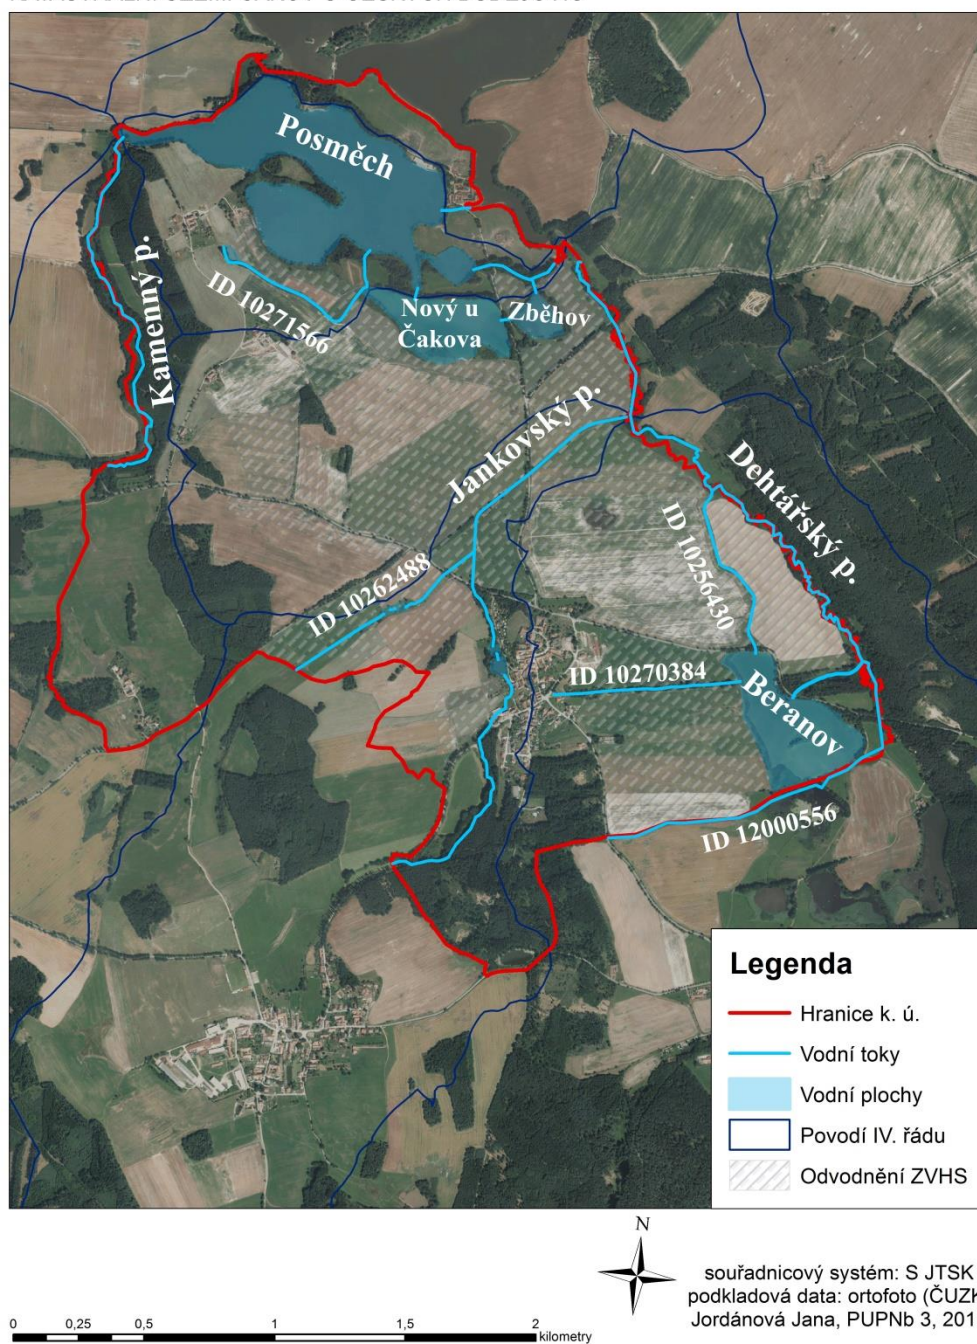 Posměch
Kamenný p.
ID 10271566
Nový u
Čakova
Zběhov
Jankovský p.
Dehtářský p.
ID 10262488
ID 10256430
ID 10270384
Beranov
ID 12000556
Legenda
Hranice k. ú.
Vodní toky
Vodní plochy
Povodí IV. řádu
Odvodnění ZVHS
N
souřadnicový systém: S JTSK
podkladová data: ortofoto (ČUZK
Jordánová Jana, PUPNb 3, 201
0 0,25 0,5 1 1,5 2
kilometry